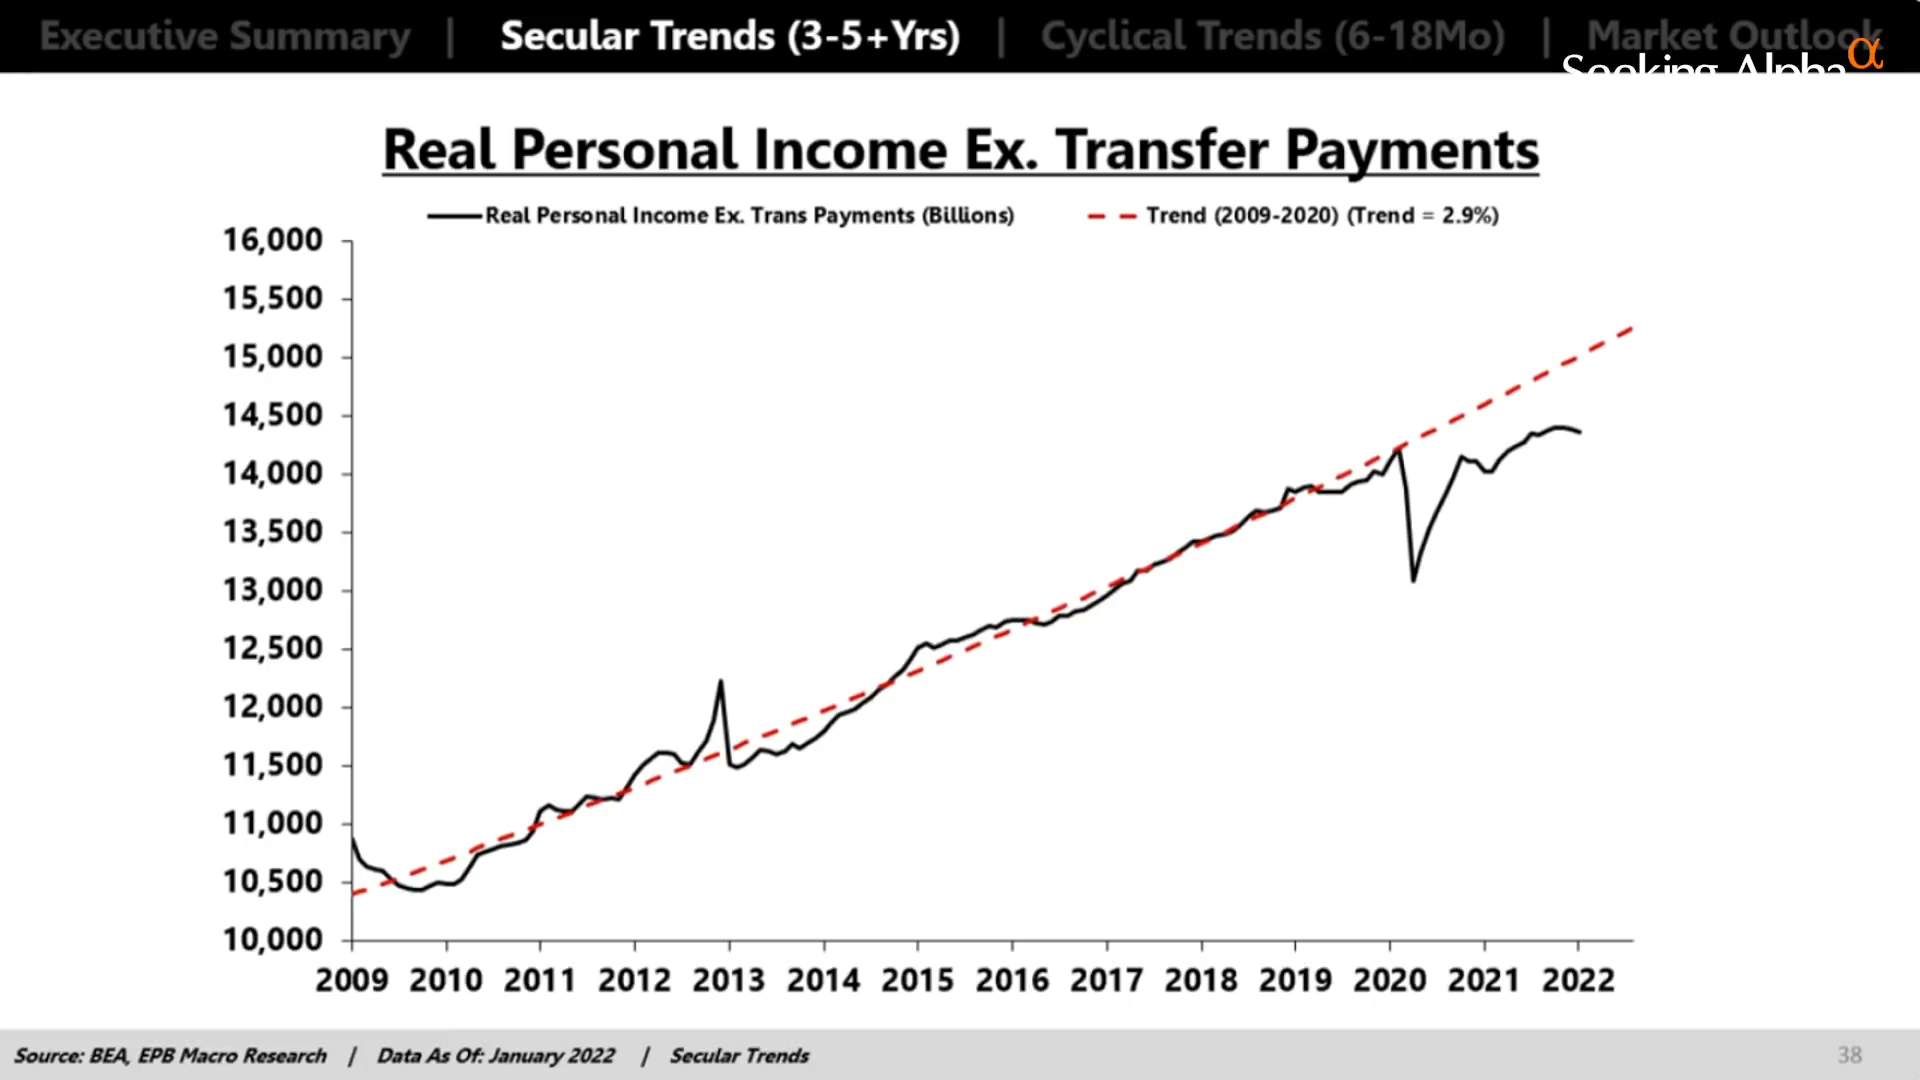 Executive Summary | Secular Trends (3-5+Yrs) | Cyclical Trends (6-18Mo) | Market Outlook
Seeking Alpha α
Real Personal Income Ex. Transfer Payments
Real Personal Income Ex. Trans Payments (Billions) Trend (2009-2020) (Trend = 2.9%)
16,000
15,500
15,000
14,500
14,000
13,500
13,000
12,500
12,000
11,500
11,000
10,500
10,000
2009 2010 2011 2012 2013 2014 2015 2016 2017 2018 2019 2020 2021 2022
Source: BEA, EPB Macro Research / Data As Of: January 2022 / Secular Trends 38